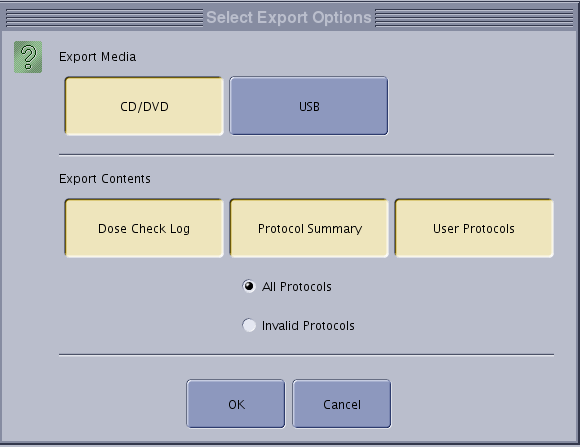 Select Export Options
Export Media
CD/DVD USB
Export Contents
Dose Check Log Protocol Summary User Protocols
All Protocols
Invalid Protocols
OK Cancel